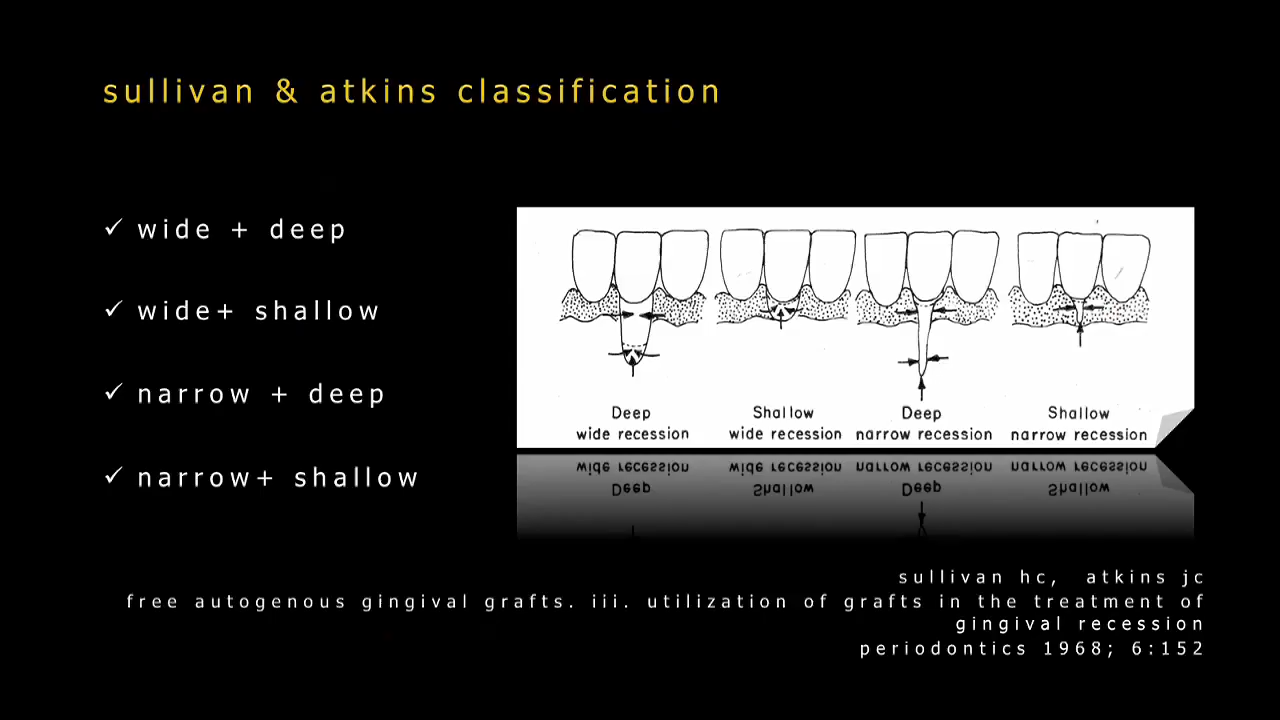 sullivan & atkins classification
✓ wide + deep
✓ wide+ shallow
✓ narrow + deep
✓ narrow+ shallow
Deep
wide recession
Shallow
wide recession
Deep
narrow recession
Shallow
narrow recession
sullivan hc, atkins jc
free autogenous gingival grafts. iii. utilization of grafts in the treatment of
gingival recession
periodontics 1968; 6:152